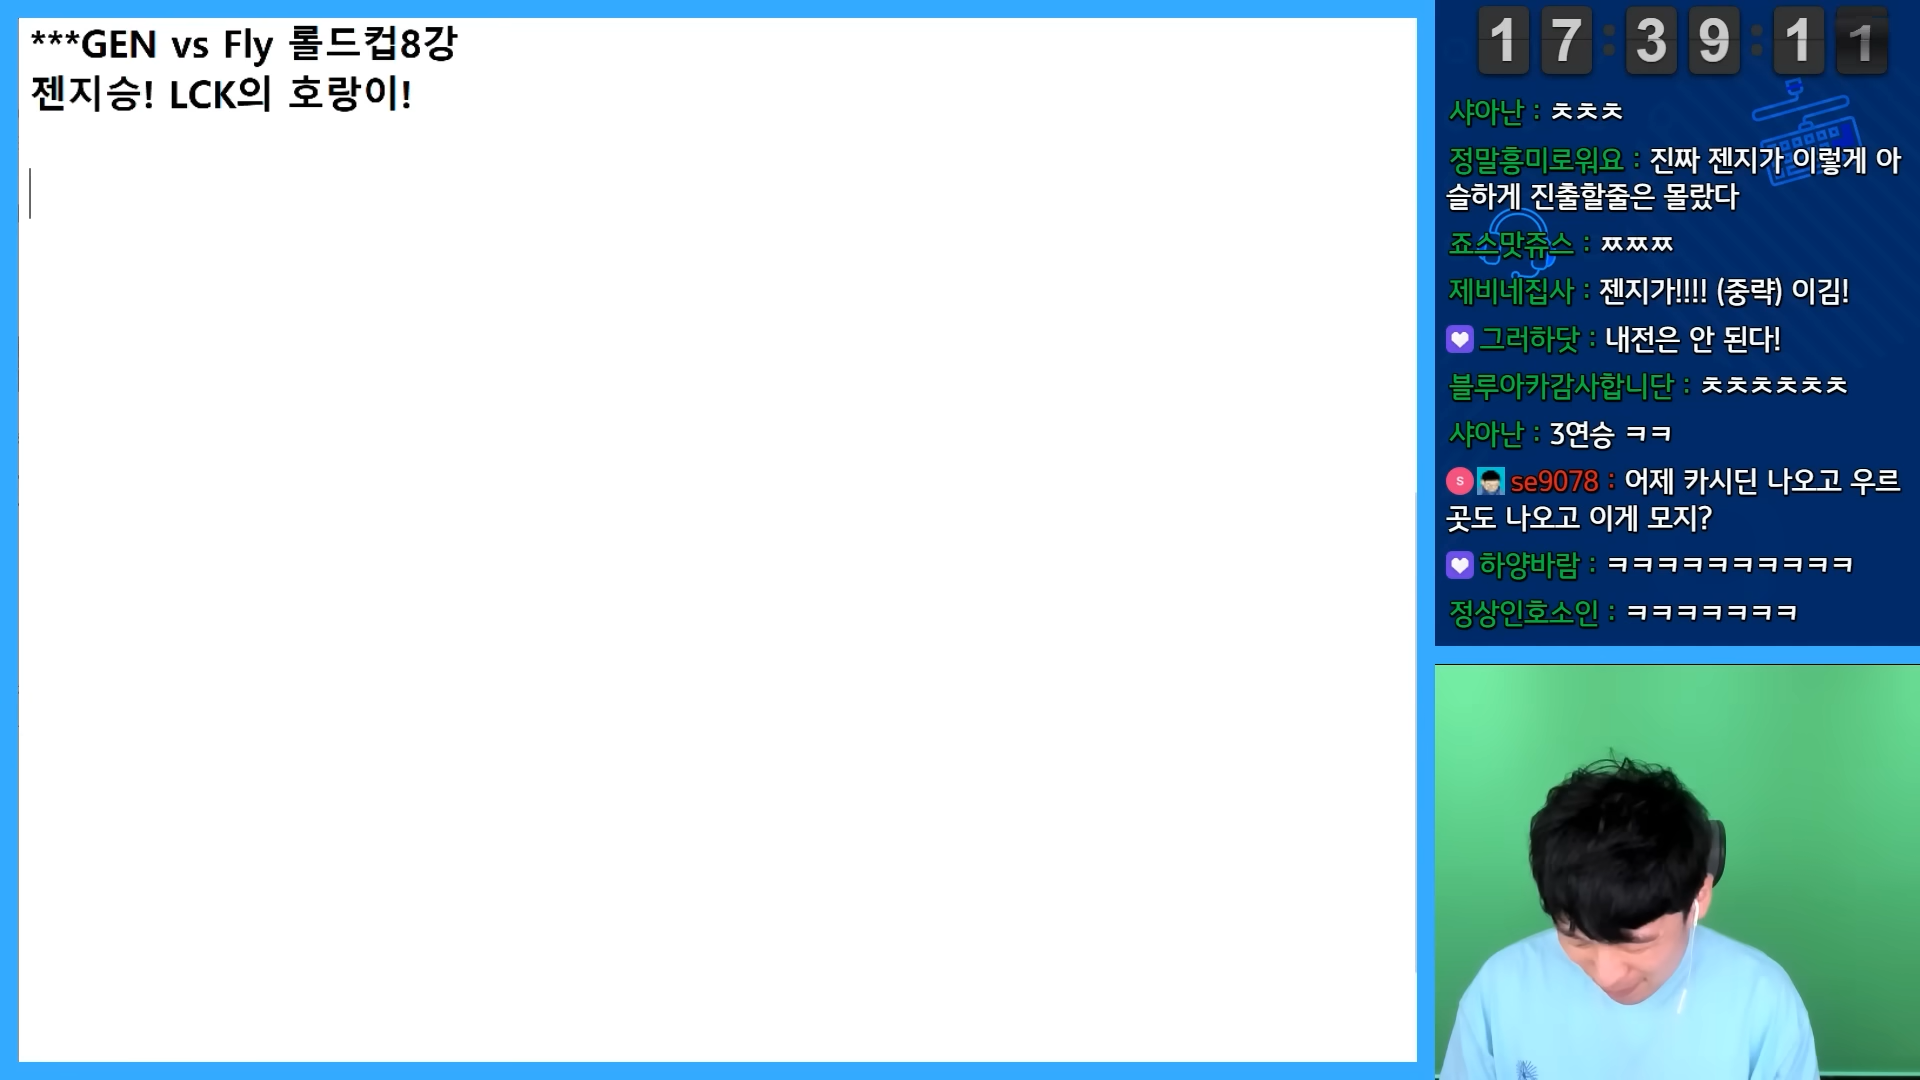 ***GEN vs Fly 롤드컵8강
젠지승! LCK의 호랑이!
17:39:11
샤아난 : ㅊㅊㅊ
정말흥미로워요 : 진짜 젠지가 이렇게 아
슬하게 진출할줄은 몰랐다
죠스맛쥬스 : ㅉㅉㅉ
제비네집사 : 젠지가!!!! (중략) 이김!
그러하닷 : 내전은 안 된다!
블루아카감사합니단 : ㅊㅊㅊㅊㅊㅊ
샤아난 : 3연승 ㅋㅋ
S se9078 : 어제 카시딘 나오고 우르
곳도 나오고 이게 모지?
하양바람 : ㅋㅋㅋㅋㅋㅋㅋㅋㅋㅋ
정상인호소인 : ㅋㅋㅋㅋㅋㅋㅋ